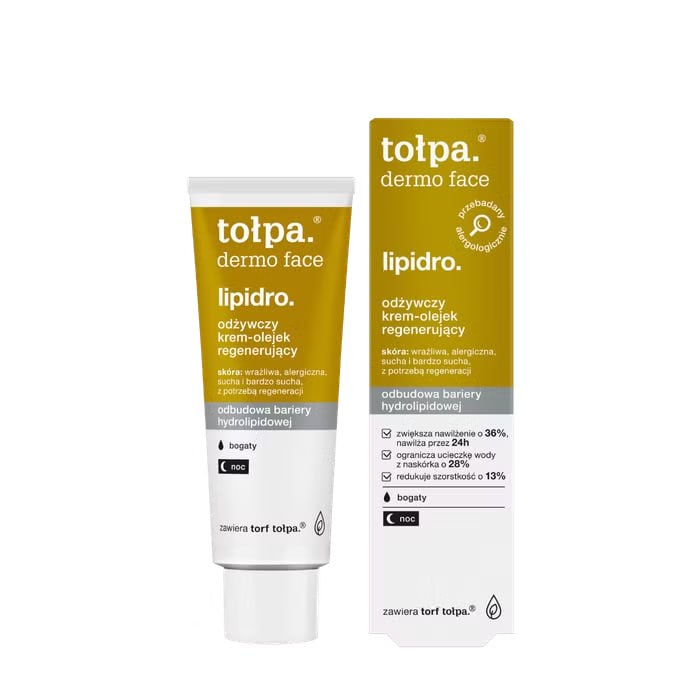 tołpa.®
dermo face
lipidro.
odżywczy
krem-olejek
regenerujący
skóra: wrażliwa, alergiczna,
sucha i bardzo sucha,
z potrzebą regeneracji
odbudowa bariery
hydrolipidowej
bogaty
noc
zawiera torf tołpa.®
tołpa.®
dermo face
przebadany
alergologicznie
lipidro.
odżywczy
krem-olejek
regenerujący
skóra: wrażliwa, alergiczna,
sucha i bardzo sucha,
z potrzebą regeneracji
odbudowa bariery
hydrolipidowej
zwiększa nawilżenie o 36%,
nawilża przez 24h
ogranicza ucieczkę wody
z naskórka o 28%
redukuje szorstkość o 13%
bogaty
noc
zawiera torf tołpa.®